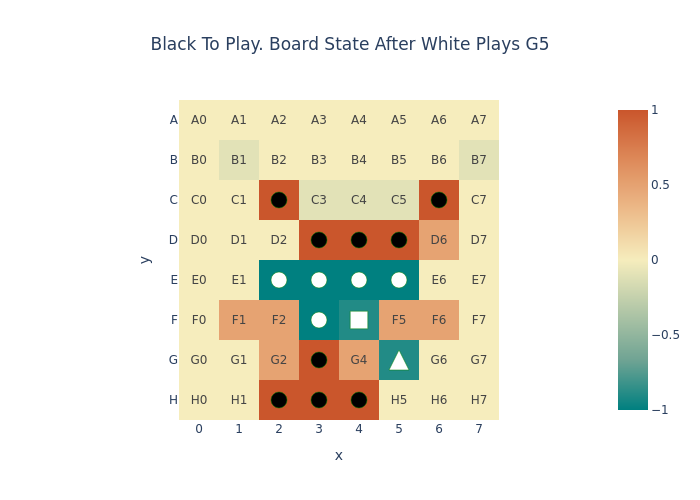 Black To Play. Board State After White Plays G5
A A0 A1 A2 A3 A4 A5 A6 A7
B B0 B1 B2 B3 B4 B5 B6 B7
C C0 C1 C3 C4 C5 C7
D D0 D1 D2 D6 D7
E E0 E1 E6 E7
F F0 F1 F2 F5 F6 F7
G G0 G1 G2 G4 G6 G7
H H0 H1 H5 H6 H7
0 1 2 3 4 5 6 7
x
y
1
0.5
0
−0.5
−1